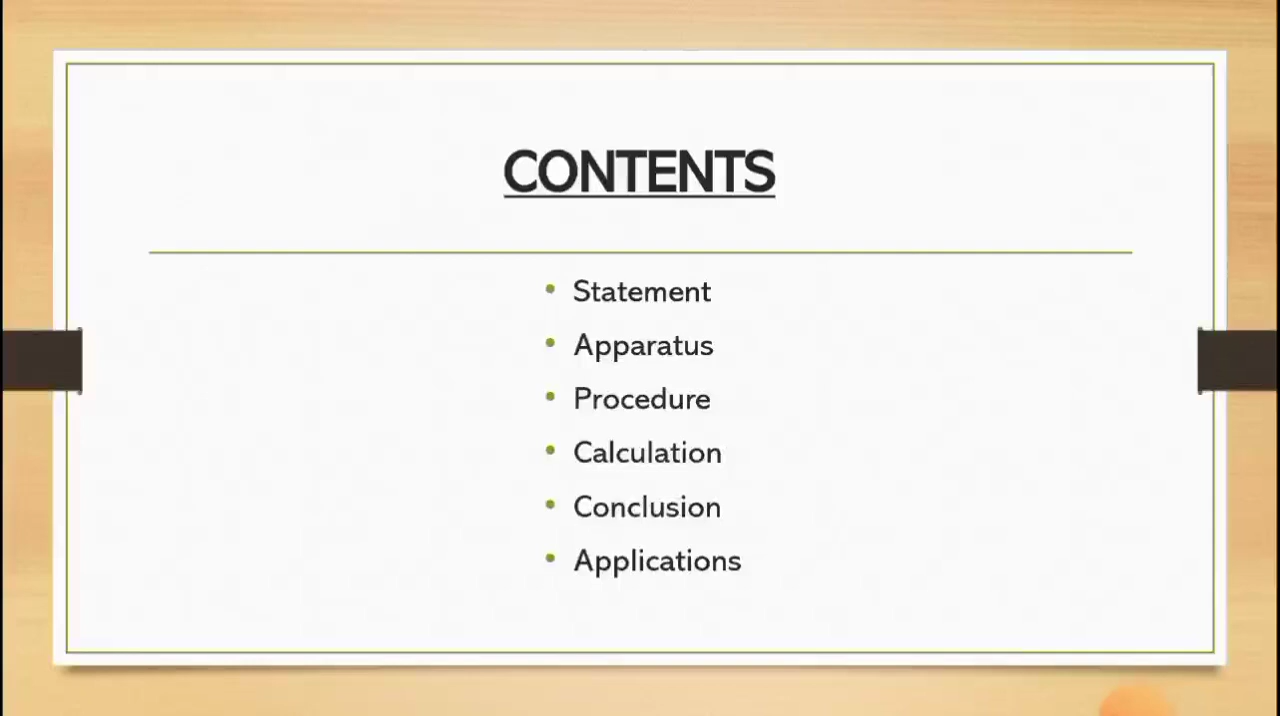 CONTENTS
• Statement
• Apparatus
• Procedure
• Calculation
• Conclusion
• Applications